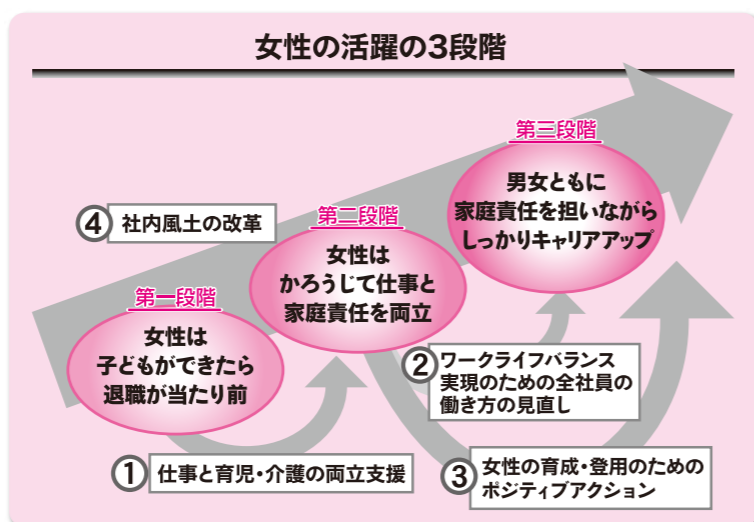 女性の活躍の3段階
第三段階
男女ともに
家庭責任を担いながら
しっかりキャリアアップ
④ 社内風土の改革
第二段階
女性は
かろうじて仕事と
家庭責任を両立
第一段階
女性は
子どもができたら
退職が当たり前
② ワークライフバランス
実現のための全社員の
働き方の見直し
① 仕事と育児・介護の両立支援
③ 女性の育成・登用のための
ポジティブアクション